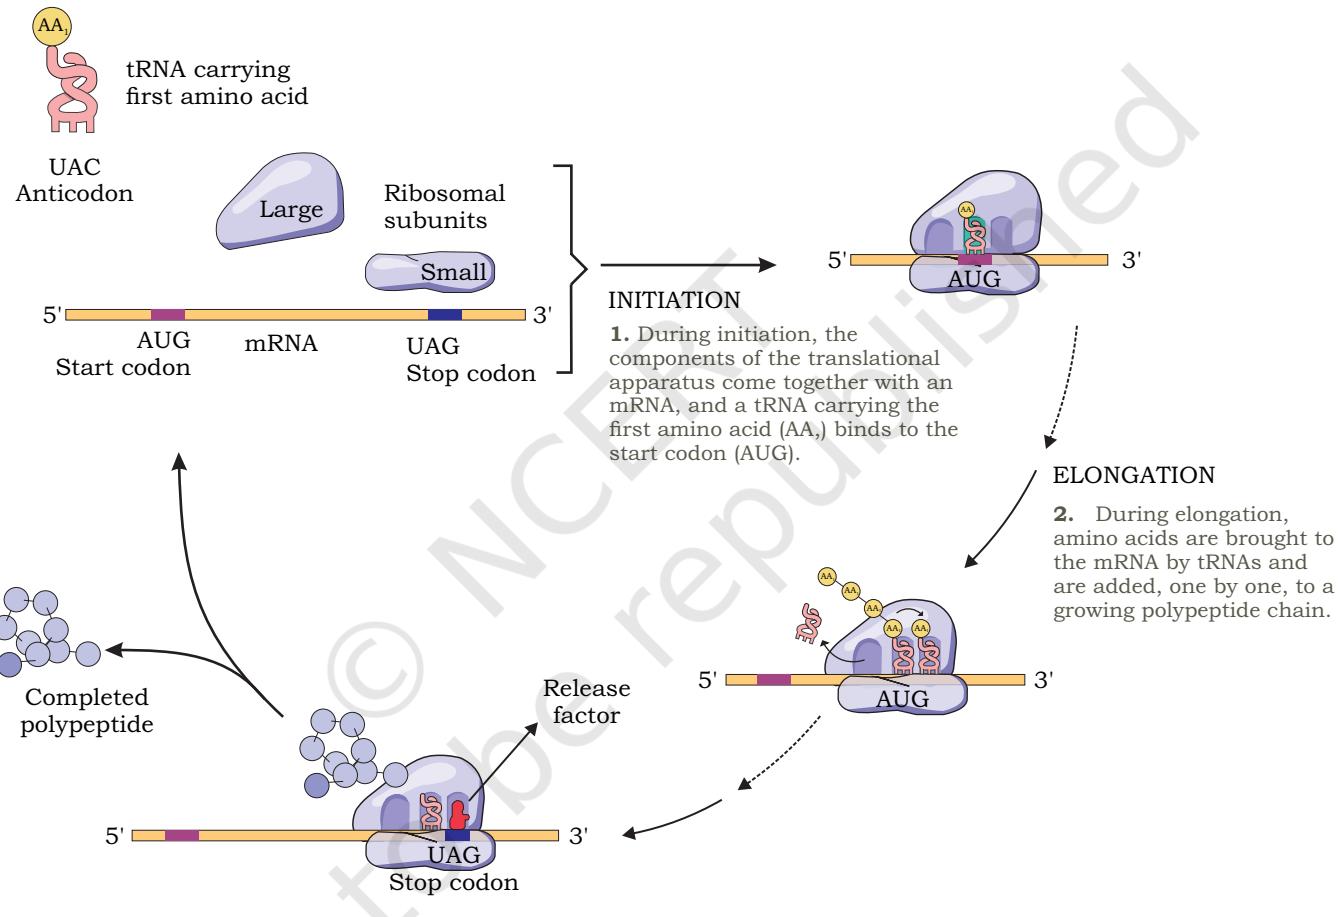 AA1
tRNA carrying
first amino acid
UAC
Anticodon
Large
Ribosomal
subunits
Small
5'
3'
AUG
Start codon
mRNA
UAG
Stop codon
INITIATION
1. During initiation, the
components of the translational
apparatus come together with an
mRNA, and a tRNA carrying the
first amino acid (AA,) binds to the
start codon (AUG).
AA
5'
3'
AUG
ELONGATION
2. During elongation,
amino acids are brought to
the mRNA by tRNAs and
are added, one by one, to a
growing polypeptide chain.
AA
AA
AA
AA
AA
5'
3'
AUG
Release
factor
5'
3'
UAG
Stop codon
Completed
polypeptide
© NCERT
to be republished